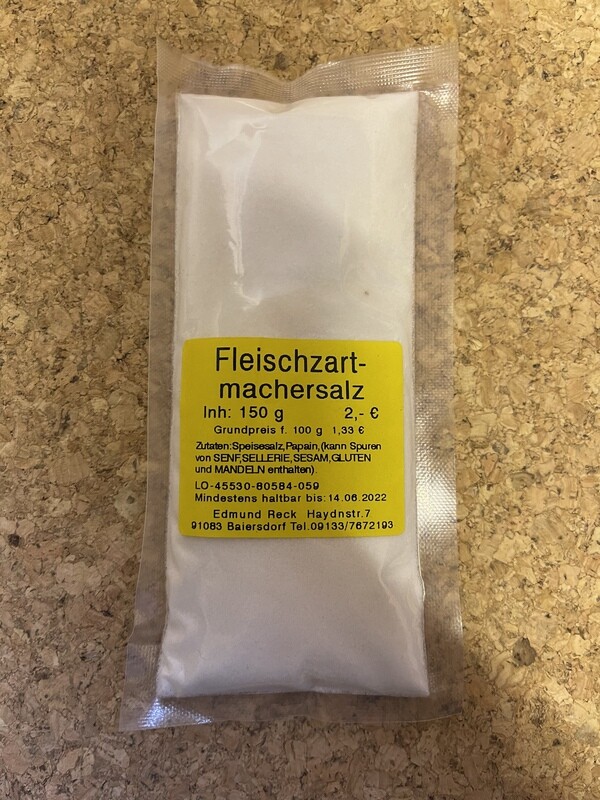 Fleischzart-
machersalz
Inh: 150 g 2,- €
Grundpreis f. 100 g 1,33 €
Zutaten:Speisesalz,Papain,(kann Spuren
von SENF,SELLERIE,SESAM,GLUTEN
und MANDELN enthalten).
LO-45530-80584-059
Mindestens haltbar bis: 14.06.2022
Edmund Reck Haydnstr.7
91083 Baiersdorf Tel.09133/7672193